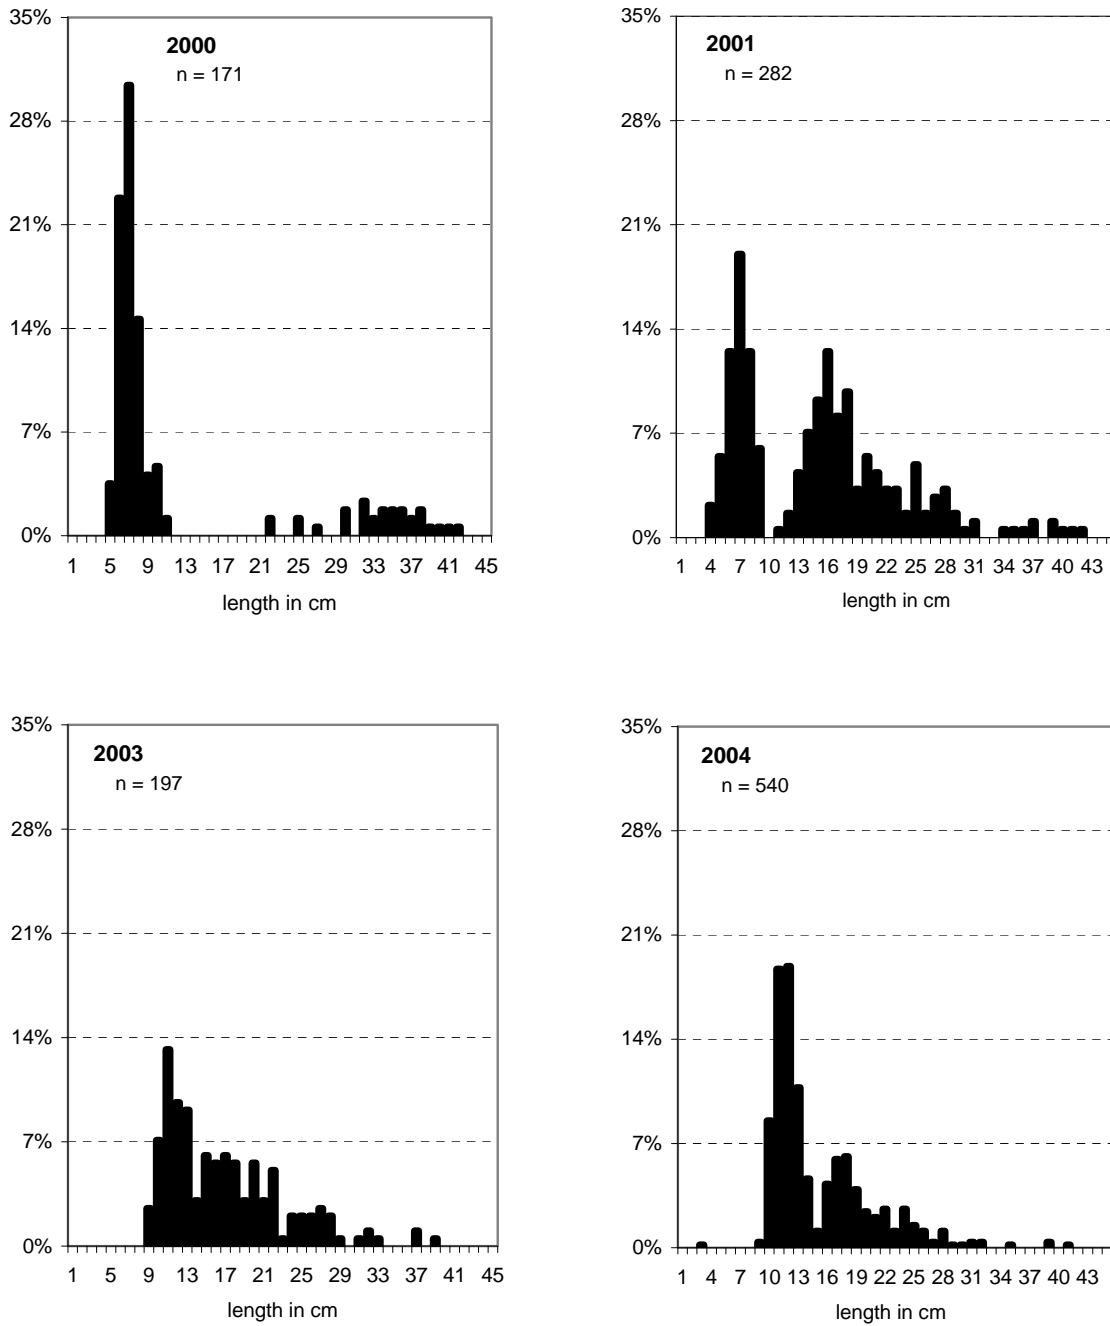 35%
2000
n = 171
28%
21%
14%
7%
0%
1 5 9 13 17 21 25 29 33 37 41 45
length in cm
35%
2001
n = 282
28%
21%
14%
7%
0%
1 4 7 10 13 16 19 22 25 28 31 34 37 40 43
length in cm
35%
2003
n = 197
28%
21%
14%
7%
0%
1 5 9 13 17 21 25 29 33 37 41 45
length in cm
35%
2004
n = 540
28%
21%
14%
7%
0%
1 4 7 10 13 16 19 22 25 28 31 34 37 40 43
length in cm